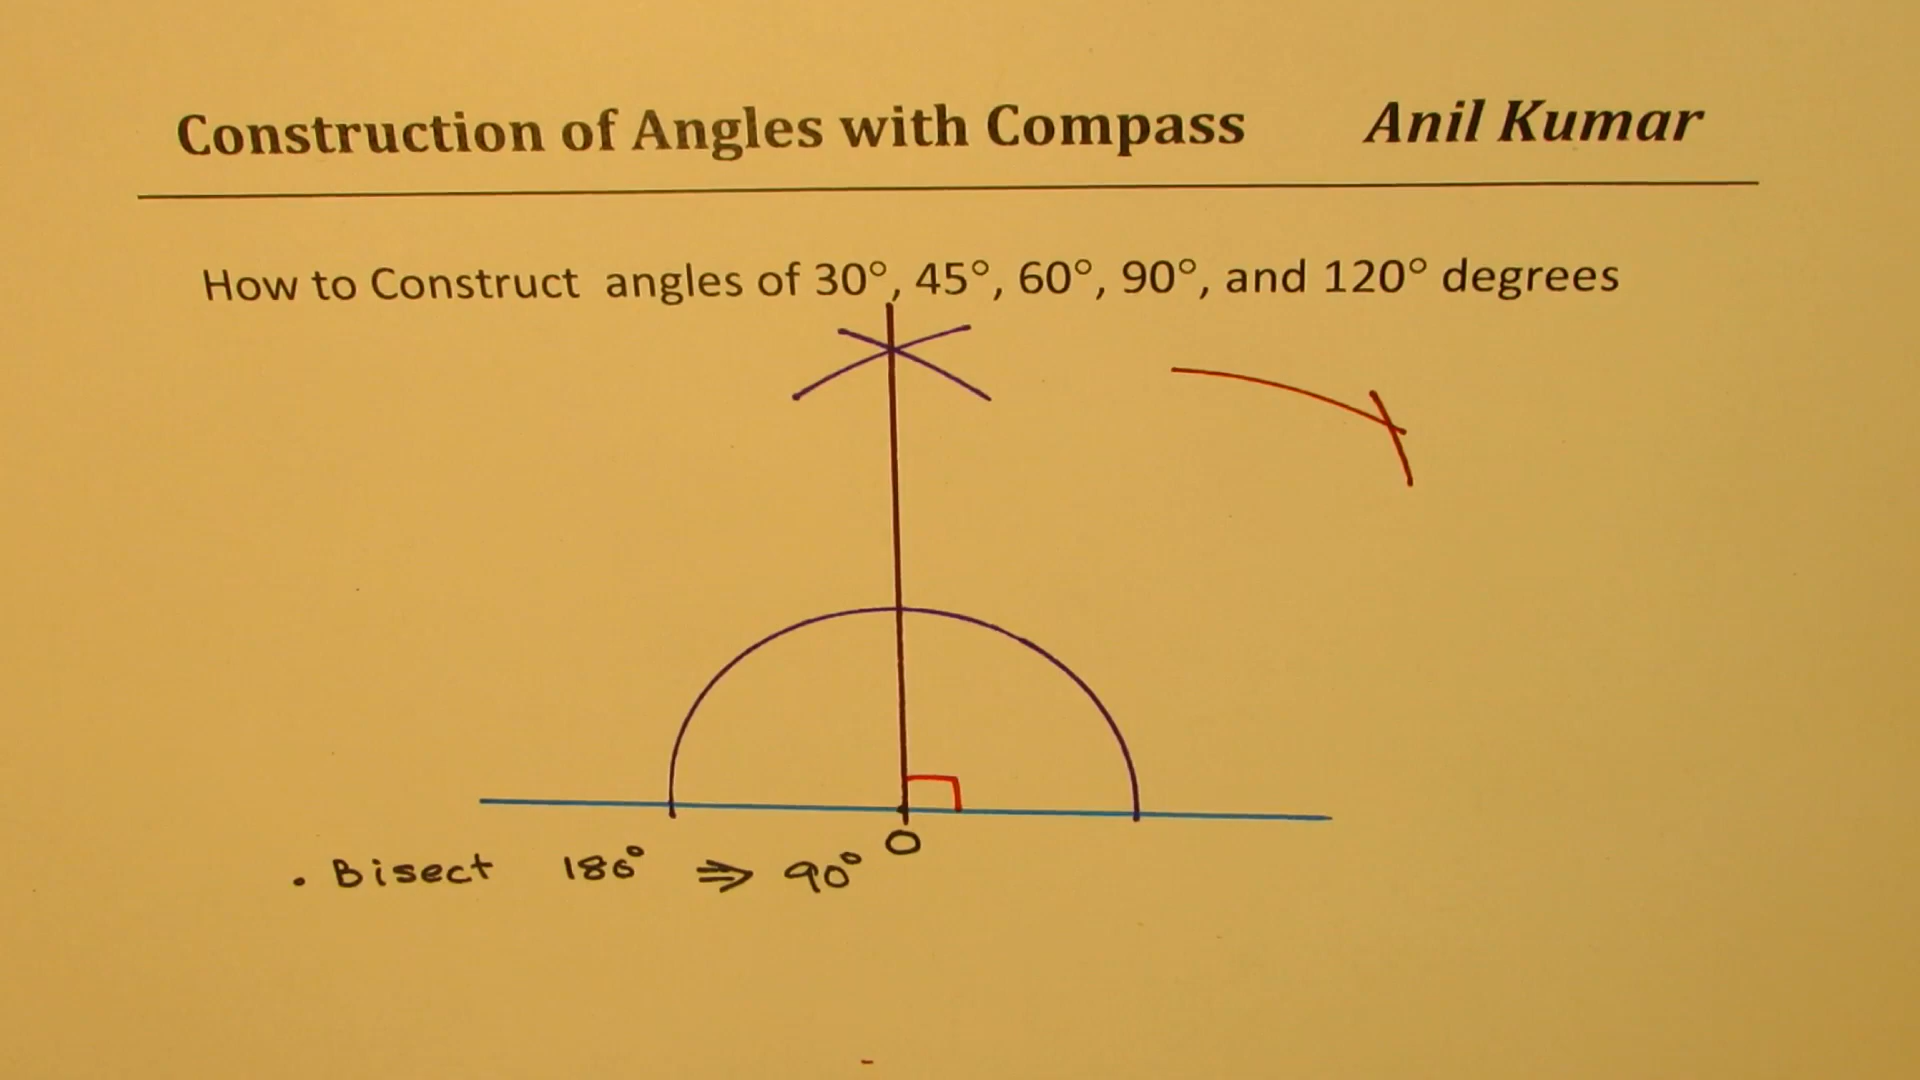 Construction of Angles with Compass Anil Kumar
How to Construct angles of 30°, 45°, 60°, 90°, and 120° degrees
O
. Bisect 180° ⇒ 90°